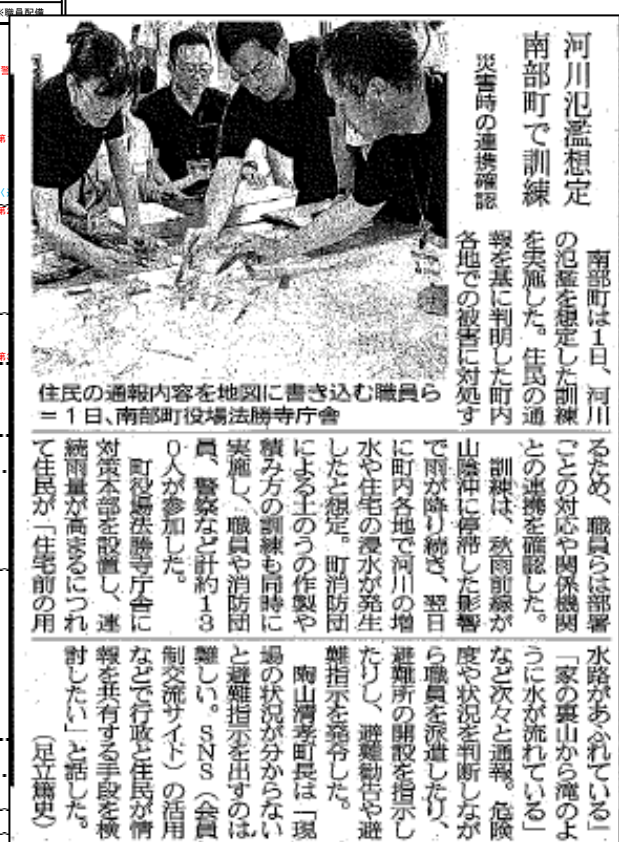 ※職員配備
河川氾濫想定
南部町で訓練
災害時の連携確認
住民の通報内容を地図に書き込む職員ら
＝１日、南部町役場法勝寺庁舎
南部町は１日、河川
の氾濫を想定した訓練
を実施した。住民の通
報を基に判明した町内
各地での被害に対処す
るため、職員らは部署
ごとの対応や関係機関
との連携を確認した。
訓練は、秋雨前線が
山陰沖に停滞した影響
で雨が降り続き、翌日
に町内各地で河川の増
水や住宅の浸水が発生
したと想定。町消防団
による土のうの作製や
積み方の訓練も同時に
実施し、職員や消防団
員、警察など計約１３
０人が参加した。
町役場法勝寺庁舎に
対策本部を設置し、連
続雨量が高まるにつれ
て住民が「住宅前の用
水路があふれている」
「家の裏山から滝のよ
うに水が流れている」
など次々と通報。危険
度や状況を判断しなが
ら職員を派遣したり、
避難所の開設を指示し
たりし、避難勧告や避
難指示を発令した。
陶山清孝町長は「現
場の状況が分からない
と避難指示を出すのは
難しい。ＳＮＳ（会員
制交流サイト）の活用
などで行政と住民が情
報を共有する手段を検
討したい」と話した。
（足立篤史）